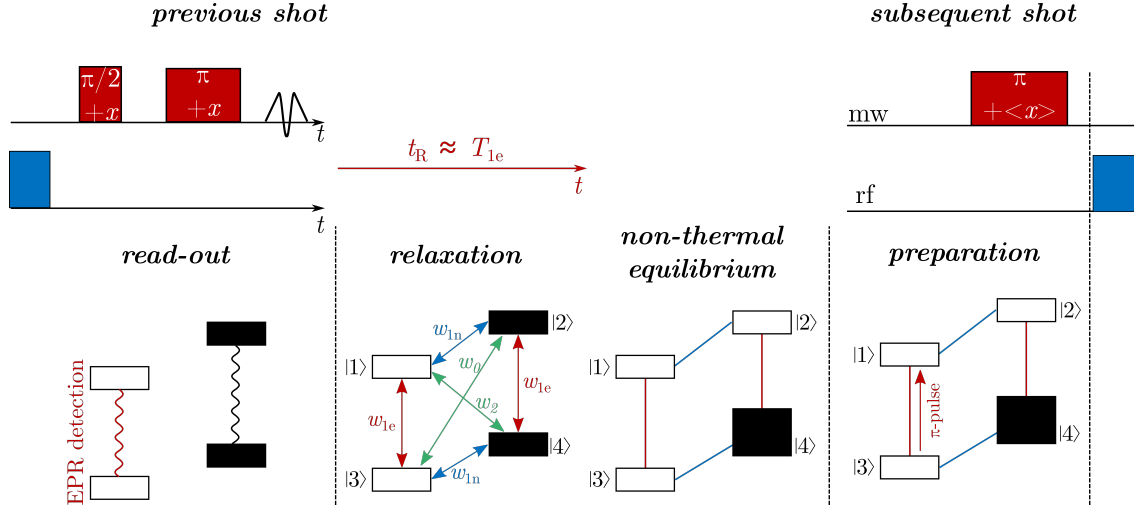 previous shot
subsequent shot
π/2
+x
π
+x
t
t
t_R ≈ T_1e
t
mw
rf
π
+<x>
read-out
relaxation
non-thermal
equilibrium
preparation
EPR detection
|1⟩
|2⟩
|3⟩
|4⟩
w_1n
w_0
w_2
w_1e
w_1e
w_1n
|1⟩
|2⟩
|3⟩
|4⟩
|1⟩
|2⟩
|3⟩
|4⟩
π-pulse